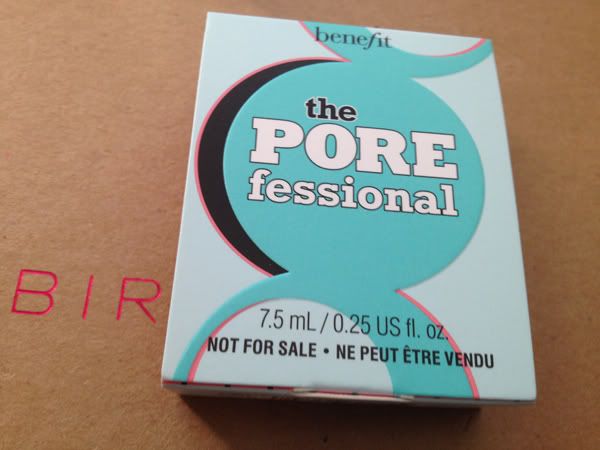 benefit
the
PORE
fessional
7.5 mL / 0.25 US fl. oz.
NOT FOR SALE • NE PEUT ÊTRE VENDU
BIR